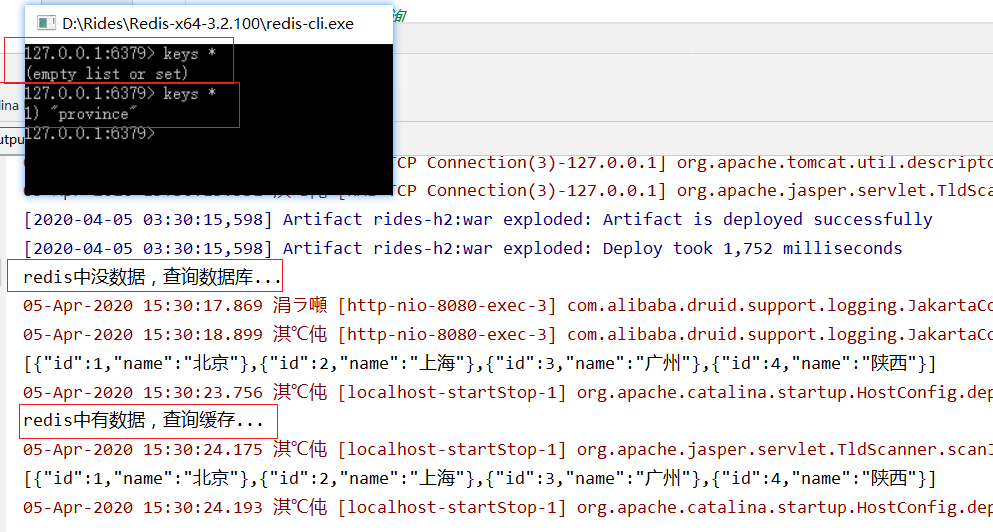 询
D:\Rides\Redis-x64-3.2.100\redis-cli.exe
127.0.0.1:6379> keys *
(empty list or set)
127.0.0.1:6379> keys *
1) "province"
127.0.0.1:6379>
lina
utpu
TCP Connection(3)-127.0.0.1] org.apache.tomcat.util.descripto
TCP Connection(3)-127.0.0.1] org.apache.jasper.servlet.TldSca
[2020-04-05 03:30:15,598] Artifact rides-h2:war exploded: Artifact is deployed successfully
[2020-04-05 03:30:15,598] Artifact rides-h2:war exploded: Deploy took 1,752 milliseconds
redis中没数据，查询数据库...
05-Apr-2020 15:30:17.869 涓ラ噸 [http-nio-8080-exec-3] com.alibaba.druid.support.logging.JakartaCo
05-Apr-2020 15:30:18.899 淇℃伅 [http-nio-8080-exec-3] com.alibaba.druid.support.logging.JakartaCo
[{"id":1,"name":"北京"},{"id":2,"name":"上海"},{"id":3,"name":"广州"},{"id":4,"name":"陕西"}]
05-Apr-2020 15:30:23.756 淇℃伅 [localhost-startStop-1] org.apache.catalina.startup.HostConfig.dep
redis中有数据，查询缓存...
05-Apr-2020 15:30:24.175 淇℃伅 [localhost-startStop-1] org.apache.jasper.servlet.TldScanner.scanJ
[{"id":1,"name":"北京"},{"id":2,"name":"上海"},{"id":3,"name":"广州"},{"id":4,"name":"陕西"}]
05-Apr-2020 15:30:24.193 淇℃伅 [localhost-startStop-1] org.apache.catalina.startup.HostConfig.dep